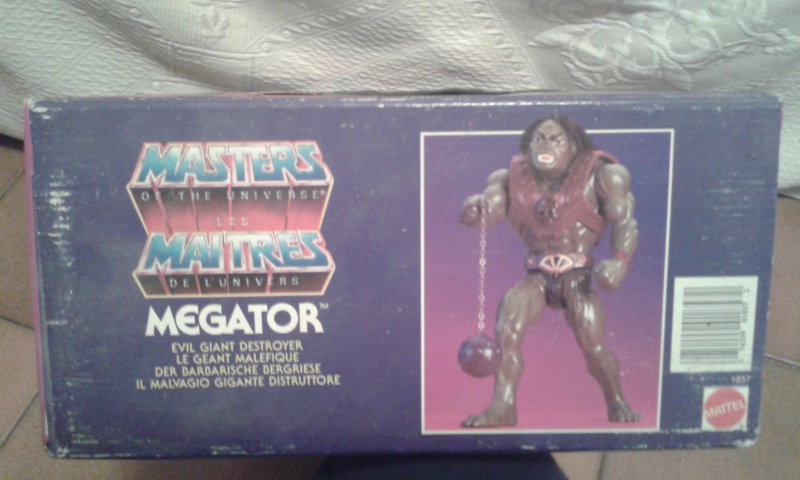 MASTERS
OF THE UNIVERSE
LES
MAITRES
DE L'UNIVERS
MEGATOR™
EVIL GIANT DESTROYER
LE GEANT MALEFIQUE
DER BARBARISCHE BERGRIESE
IL MALVAGIO GIGANTE DISTRUTTORE
1857
MATTEL